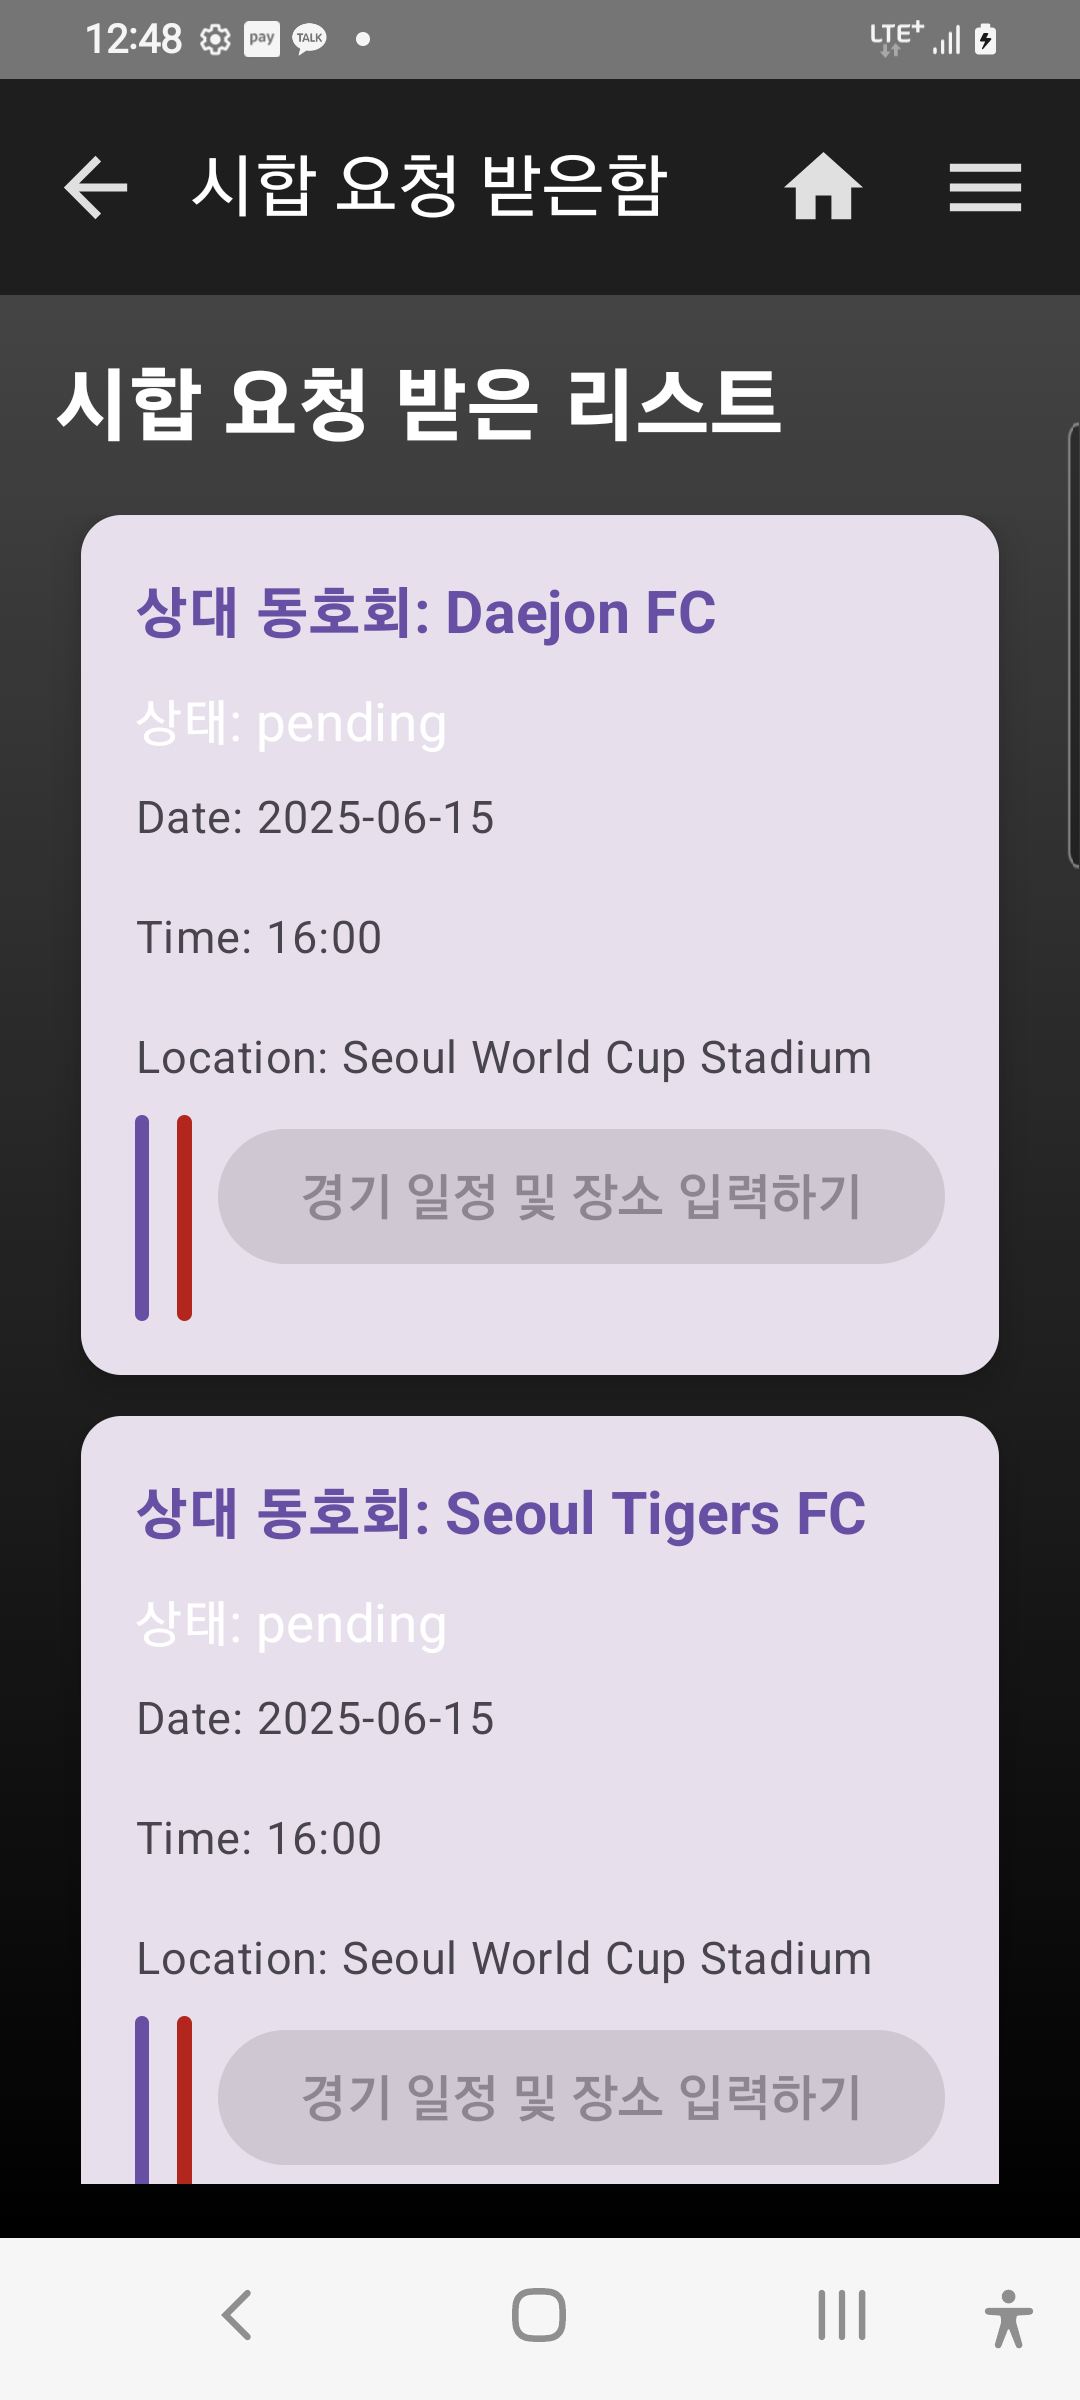 12:48 pay TALK LTE+
시합 요청 받은함
시합 요청 받은 리스트
상대 동호회: Daejon FC
상태: pending
Date: 2025-06-15
Time: 16:00
Location: Seoul World Cup Stadium
경기 일정 및 장소 입력하기
상대 동호회: Seoul Tigers FC
상태: pending
Date: 2025-06-15
Time: 16:00
Location: Seoul World Cup Stadium
경기 일정 및 장소 입력하기